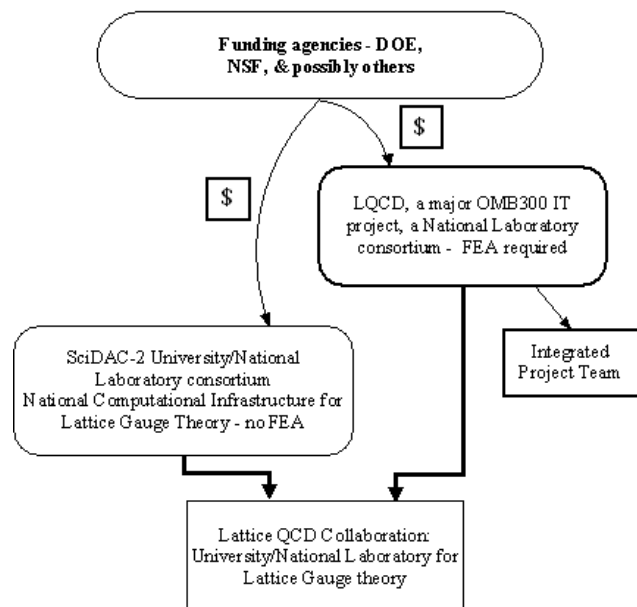 Funding agencies - DOE,
NSF, & possibly others
$
$
LQCD, a major OMB300 IT
project, a National Laboratory
consortium - FEA required
SciDAC-2 University/National
Laboratory consortium
National Computational Infrastructure for
Lattice Gauge Theory - no FEA
Integrated
Project Team
Lattice QCD Collaboration:
University/National Laboratory for
Lattice Gauge theory